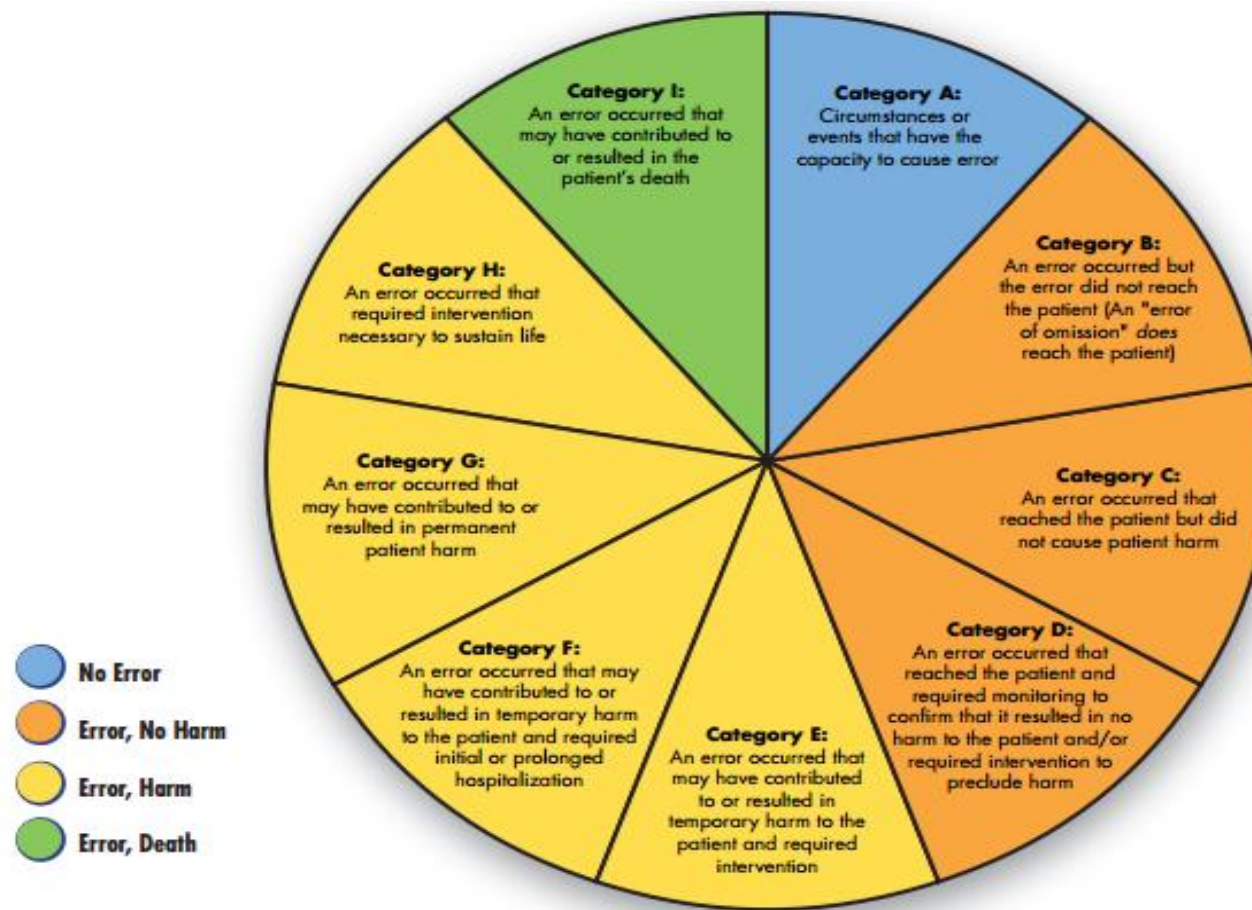 Category I:
An error occurred that
may have contributed to
or resulted in the
patient's death
Category A:
Circumstances or
events that have the
capacity to cause error
Category B:
An error occurred but
the error did not reach
the patient (An "error
of omission" does
reach the patient)
Category C:
An error occurred that
reached the patient but did
not cause patient harm
Category D:
An error occurred that
reached the patient and
required monitoring to
confirm that it resulted in no
harm to the patient and/or
required intervention to
preclude harm
Category E:
An error occurred that
may have contributed
to or resulted in
temporary harm to the
patient and required
intervention
Category F:
An error occurred that may
have contributed to or
resulted in temporary harm
to the patient and required
initial or prolonged
hospitalization
Category G:
An error occurred that
may have contributed to or
resulted in permanent
patient harm
Category H:
An error occurred that
required intervention
necessary to sustain life
No Error
Error, No Harm
Error, Harm
Error, Death